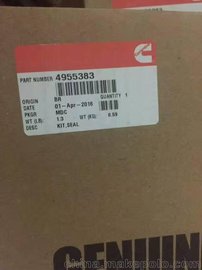 PART NUMBER 4955383
ORIGIN BR QUANTITY 1
DATE 01-Apr-2016
PKGR MDC
WT (LB) 1.3 WT (KG) 0.59
DESC KIT,SEAL
GENUINE